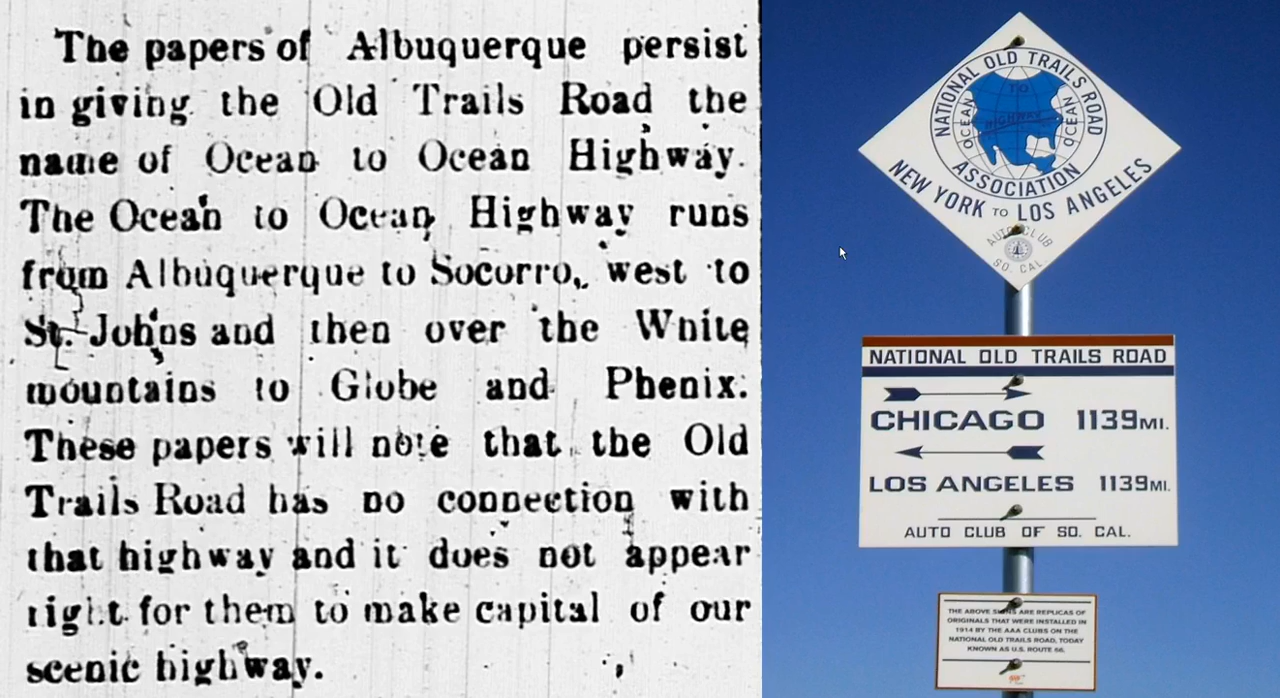 The papers of Albuquerque persist
in giving the Old Trails Road the
name of Ocean to Ocean Highway.
The Ocean to Ocean Highway runs
from Albuquerque to Socorro, west to
St. Johns and then over the White
mountains to Globe and Phenix.
These papers will note that the Old
Trails Road has no connection with
that highway and it does not appear
right for them to make capital of our
scenic highway.
NATIONAL OLD TRAILS ROAD
TO
OCEAN HIGHWAY OCEAN
ASSOCIATION
NEW YORK TO LOS ANGELES
AUTO CLUB
SO. CAL
NATIONAL OLD TRAILS ROAD
CHICAGO 1139MI.
LOS ANGELES 1139MI.
AUTO CLUB OF SO. CAL.
THE ABOVE SIGNS ARE REPLICAS OF
ORIGINALS THAT WERE INSTALLED IN
1914 BY THE AAA CLUBS ON THE
NATIONAL OLD TRAILS ROAD, TODAY
KNOWN AS U.S. ROUTE 66.